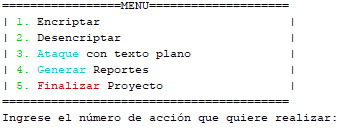 =================MENU====================
| 1. Encriptar                          |
| 2. Desencriptar                       |
| 3. Ataque con texto plano             |
| 4. Generar Reportes                   |
| 5. Finalizar Proyecto                 |
=========================================
Ingrese el número de acción que quiere realizar: